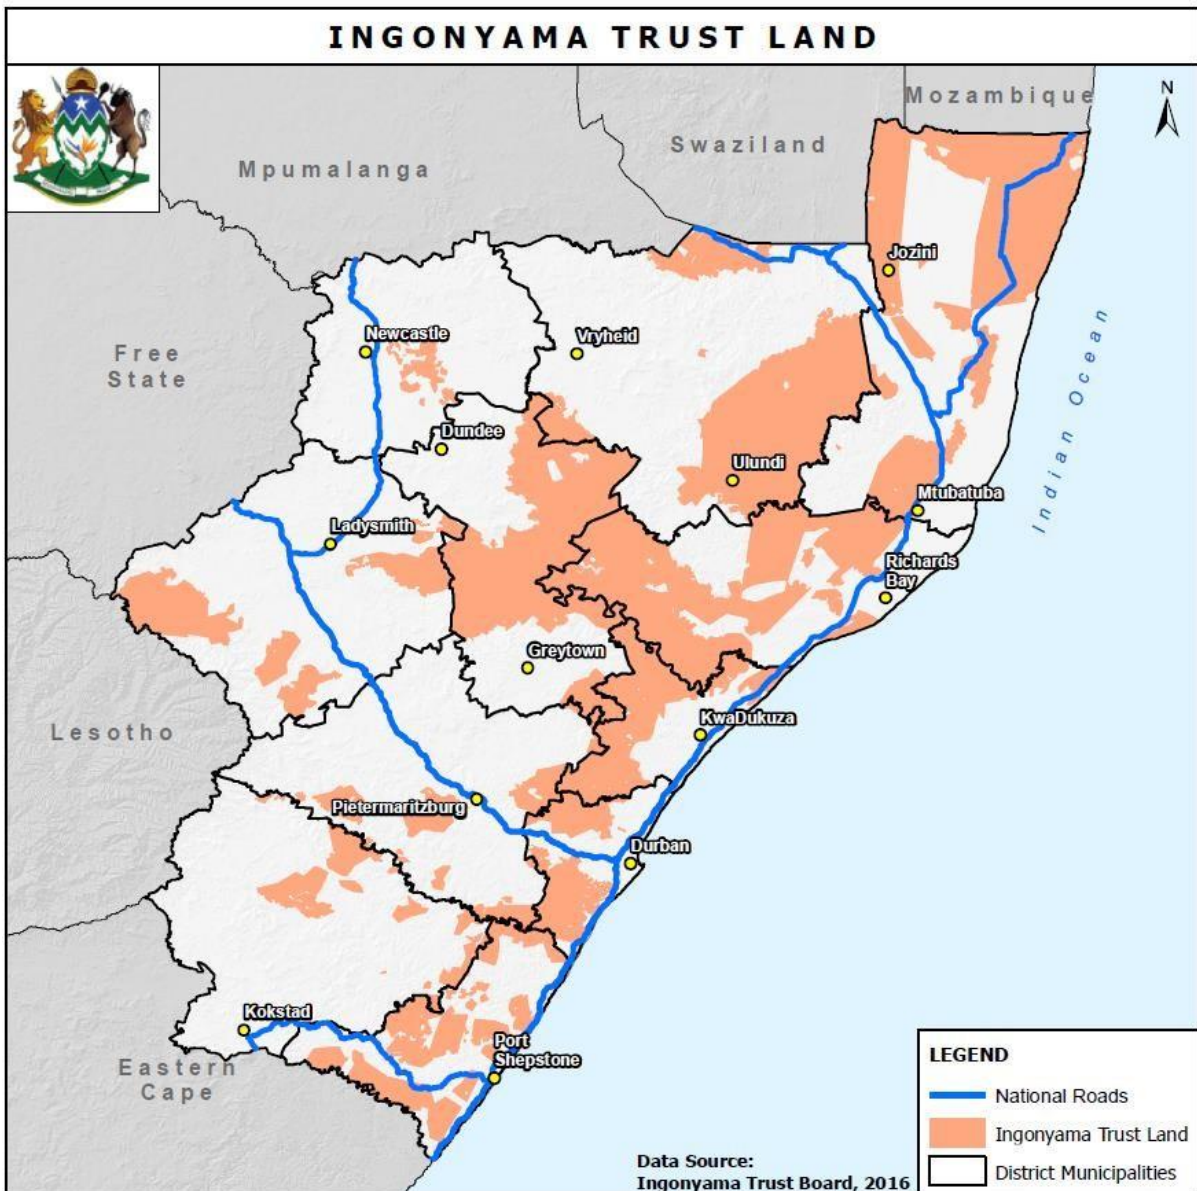 INGONYAMA TRUST LAND
Mozambique
N
Swaziland
Mpumalanga
Jozini
Newcastle
Vryheid
Free
State
Indian Ocean
Dundee
Ulundi
Mtubatuba
Ladysmith
Richards
Bay
Greytown
Lesotho
KwaDukuza
Pietermaritzburg
Durban
Kokstad
Port
Shepstone
Eastern
Cape
LEGEND
National Roads
Ingonyama Trust Land
District Municipalities
Data Source:
Ingonyama Trust Board, 2016